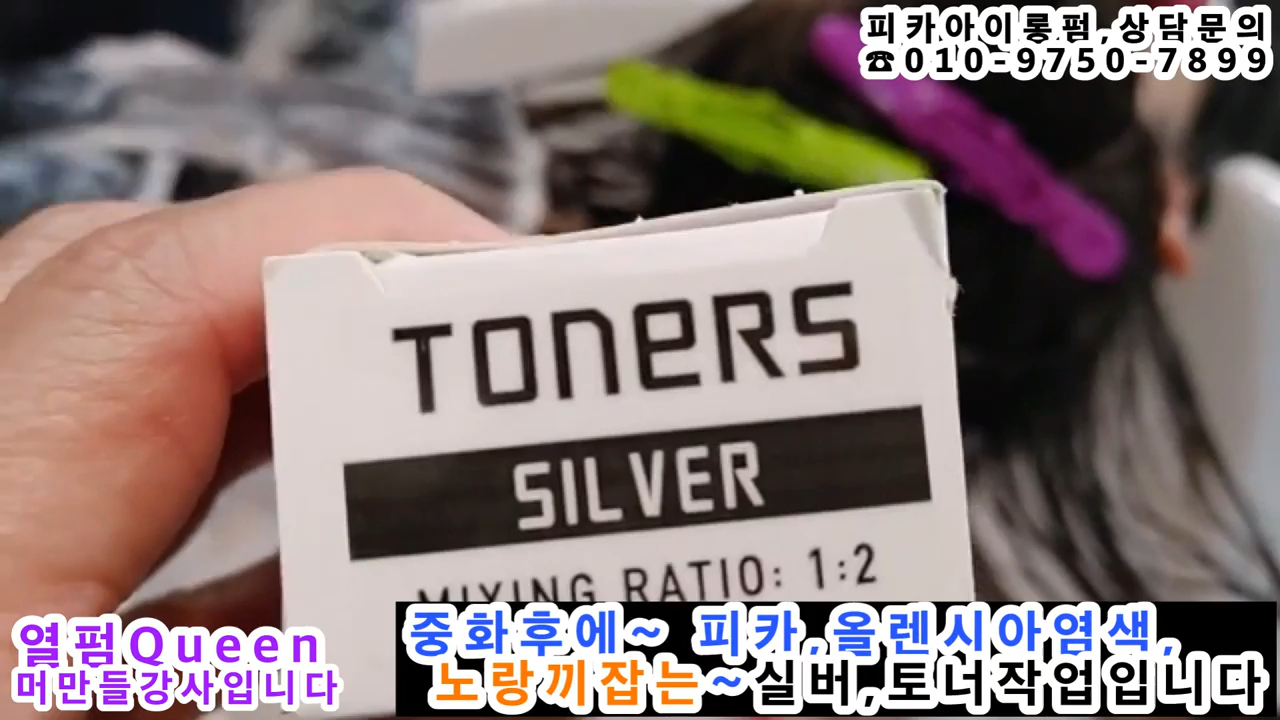 피카아이롱펌,상담문의
☎010-9750-7899
TONERS
SILVER
MIXING RATIO: 1:2
열펌Queen
머만들강사입니다
중화후에~ 피카,올렌시아염색,
노랑끼잡는~실버,토너작업입니다